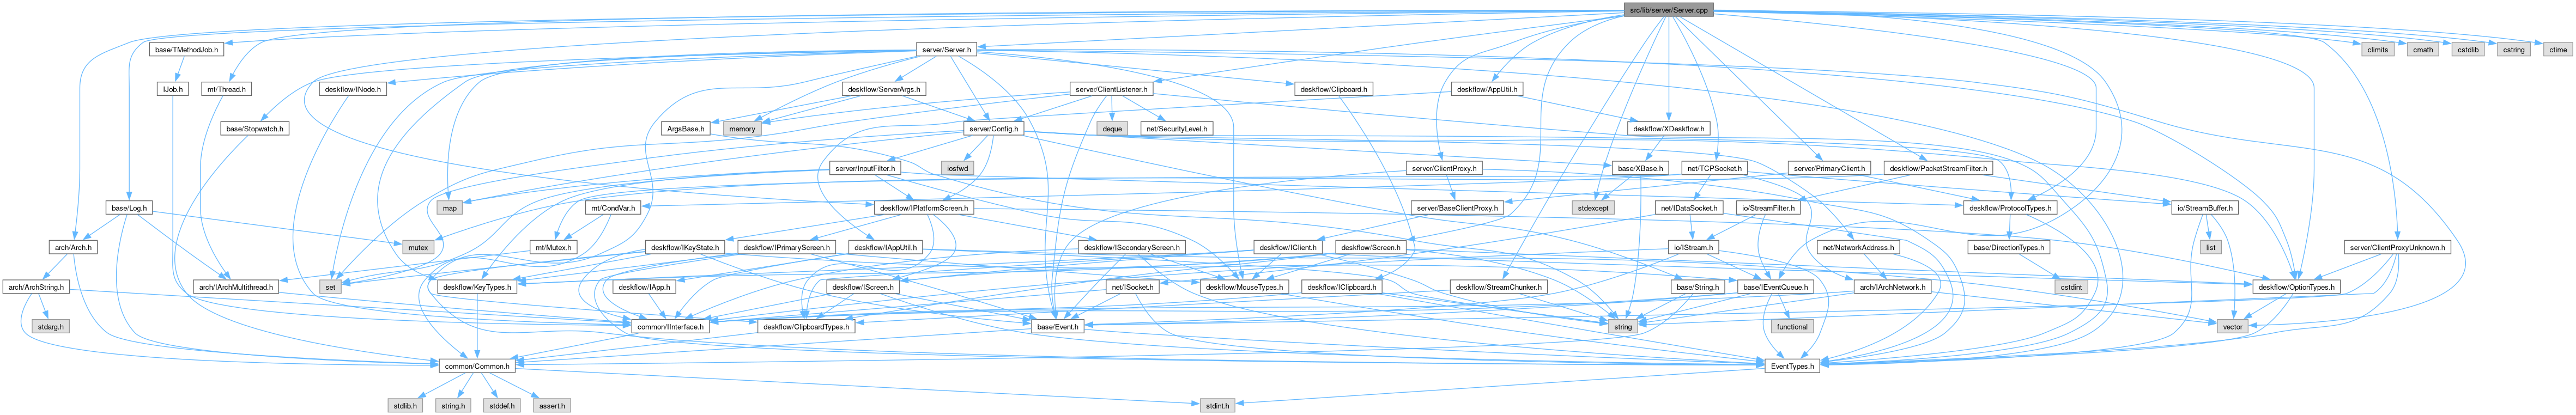 src/lib/server/Server.cpp
base/TMethodJob.h
server/Server.h
climits
cmath
cstdlib
cstring
ctime
IJob.h
mt/Thread.h
deskflow/INode.h
deskflow/ServerArgs.h
server/ClientListener.h
deskflow/Clipboard.h
deskflow/AppUtil.h
base/Stopwatch.h
ArgsBase.h
memory
server/Config.h
deque
net/SecurityLevel.h
deskflow/XDeskflow.h
server/InputFilter.h
iosfwd
server/ClientProxy.h
base/XBase.h
net/TCPSocket.h
server/PrimaryClient.h
deskflow/PacketStreamFilter.h
base/Log.h
map
mt/CondVar.h
deskflow/IPlatformScreen.h
server/BaseClientProxy.h
stdexcept
net/IDataSocket.h
io/StreamFilter.h
deskflow/ProtocolTypes.h
io/StreamBuffer.h
arch/Arch.h
mutex
mt/Mutex.h
deskflow/IKeyState.h
deskflow/IPrimaryScreen.h
deskflow/IAppUtil.h
deskflow/ISecondaryScreen.h
deskflow/IClient.h
deskflow/Screen.h
io/IStream.h
net/NetworkAddress.h
base/DirectionTypes.h
list
server/ClientProxyUnknown.h
arch/ArchString.h
arch/IArchMultithread.h
set
deskflow/KeyTypes.h
deskflow/IApp.h
deskflow/IScreen.h
net/ISocket.h
deskflow/MouseTypes.h
deskflow/IClipboard.h
deskflow/StreamChunker.h
base/String.h
base/IEventQueue.h
arch/IArchNetwork.h
cstdint
deskflow/OptionTypes.h
stdarg.h
common/IInterface.h
deskflow/ClipboardTypes.h
base/Event.h
string
functional
vector
common/Common.h
EventTypes.h
stdlib.h
string.h
stddef.h
assert.h
stdint.h